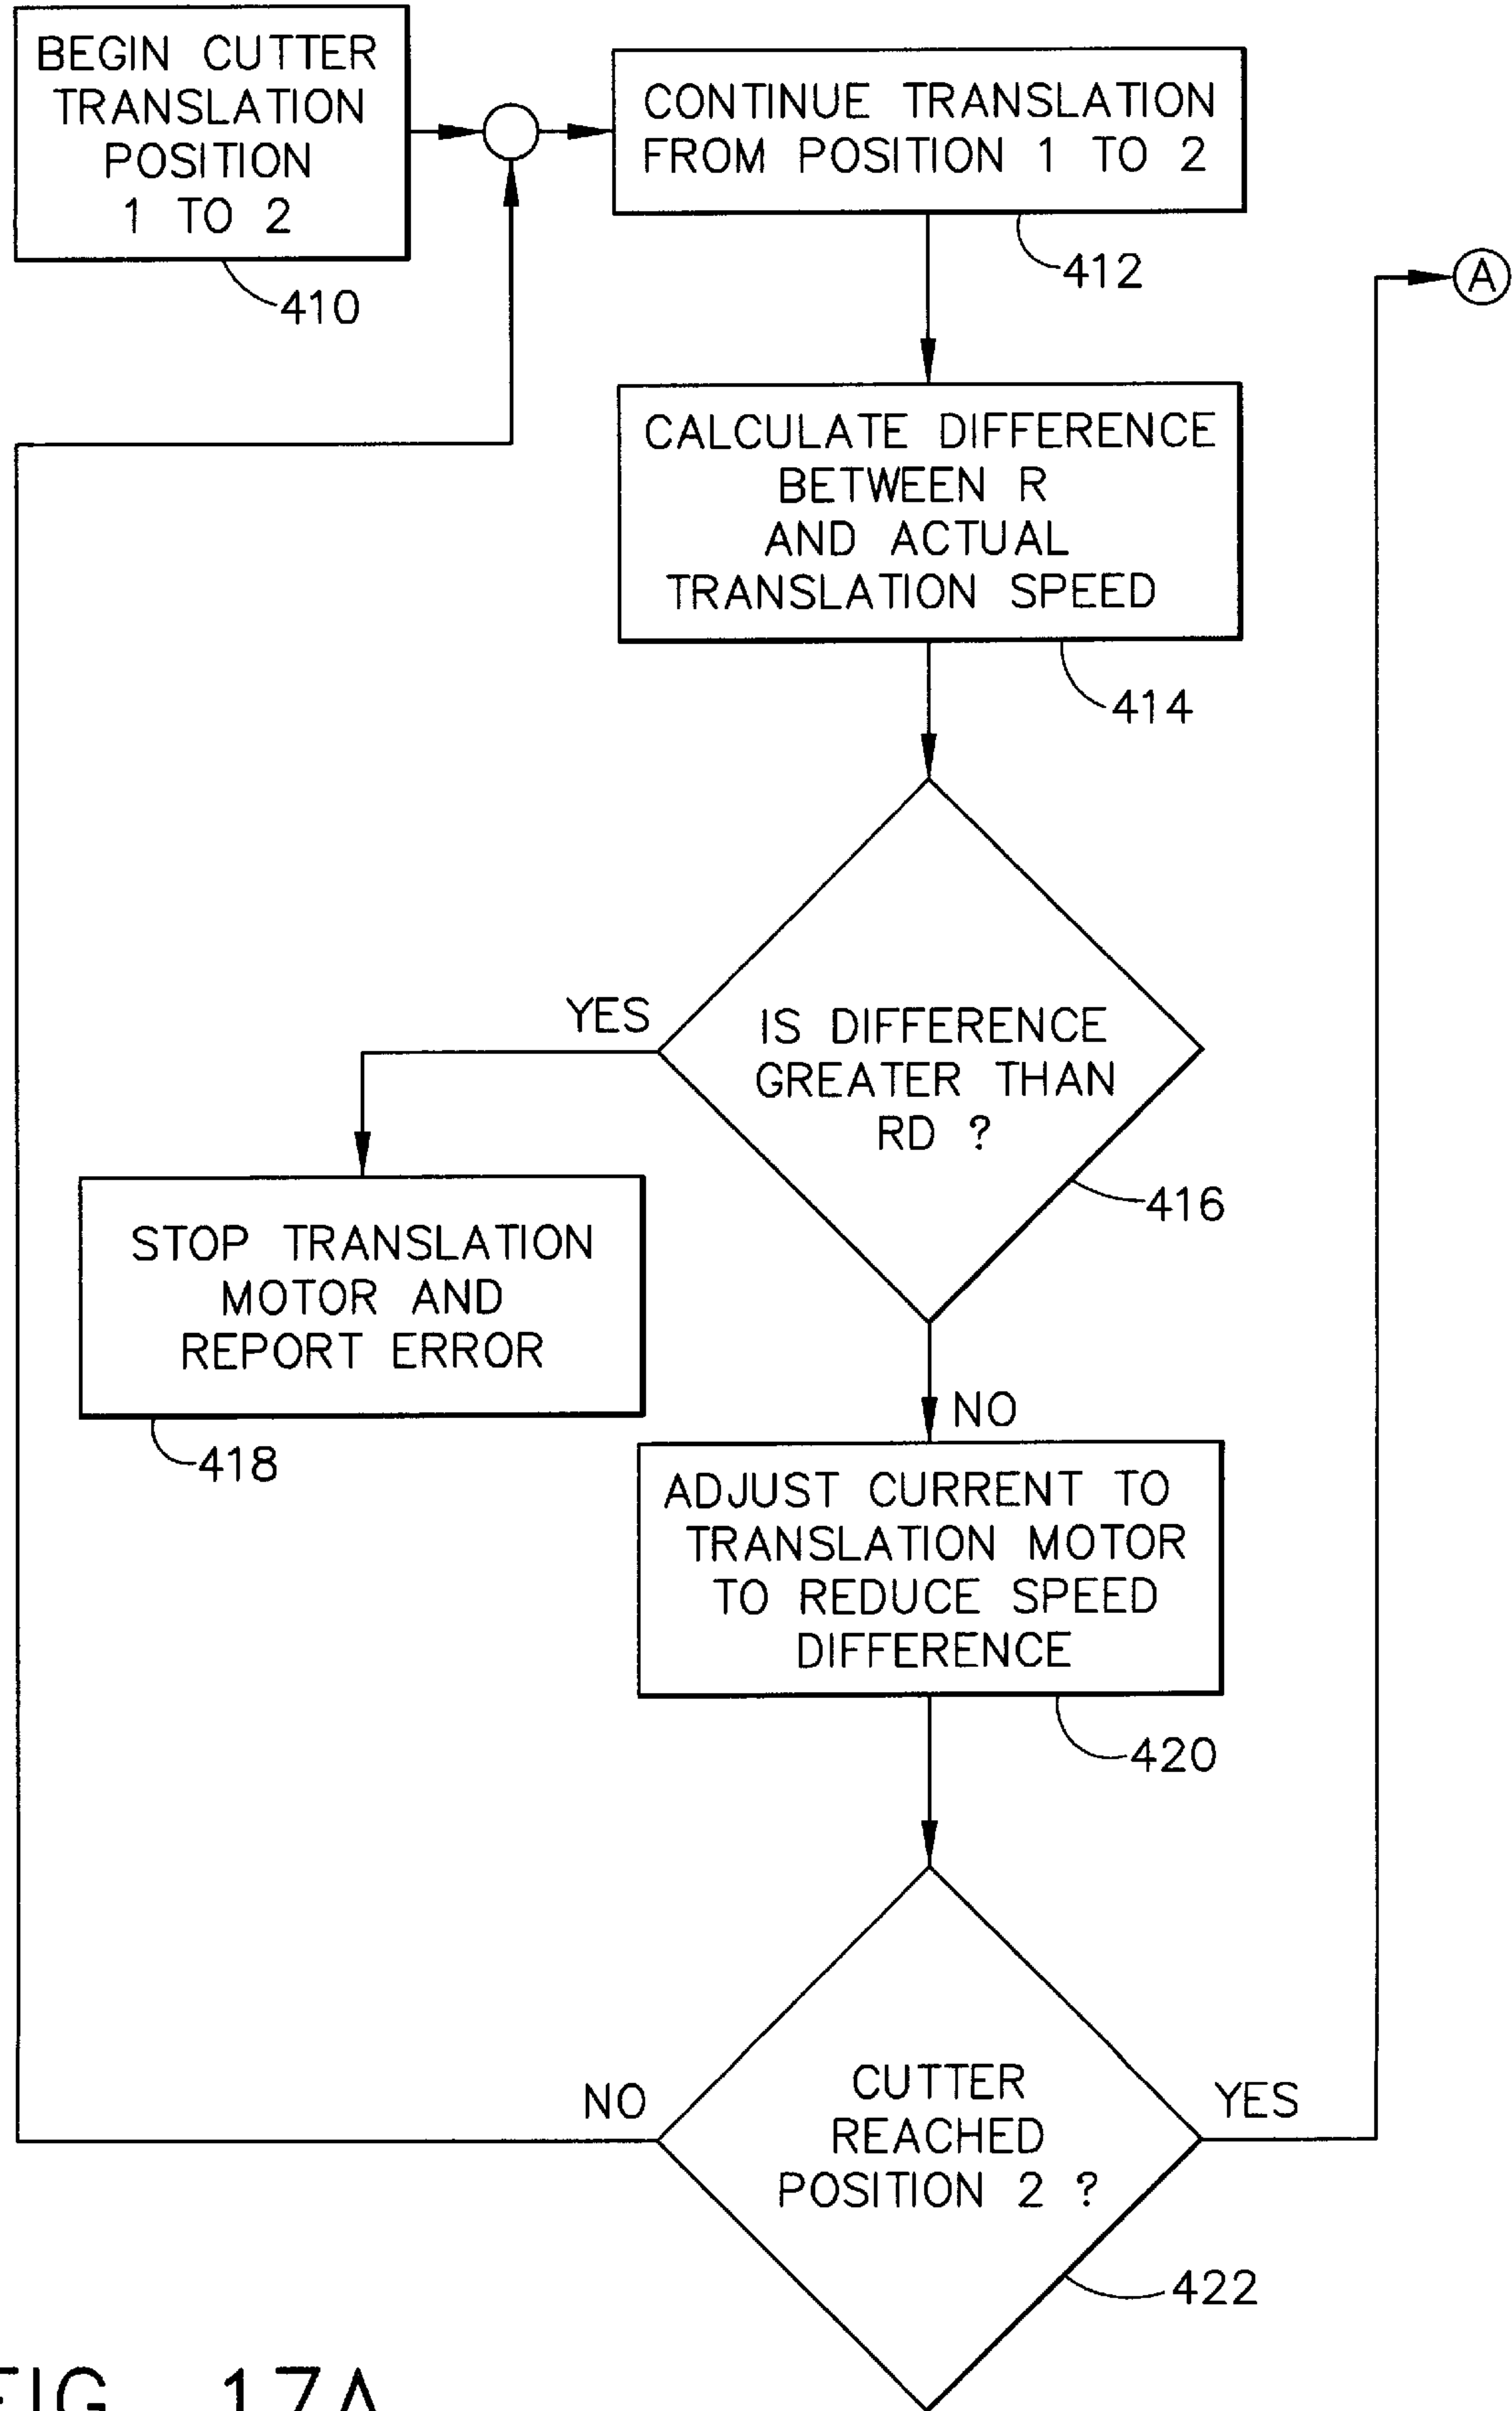 BEGIN CUTTER
TRANSLATION
POSITION
1 TO 2
410
CONTINUE TRANSLATION
FROM POSITION 1 TO 2
412
A
CALCULATE DIFFERENCE
BETWEEN R
AND ACTUAL
TRANSLATION SPEED
414
YES
IS DIFFERENCE
GREATER THAN
RD ?
416
STOP TRANSLATION
MOTOR AND
REPORT ERROR
418
NO
ADJUST CURRENT TO
TRANSLATION MOTOR
TO REDUCE SPEED
DIFFERENCE
420
NO
CUTTER
REACHED
POSITION 2 ?
YES
422
FIG. 17A